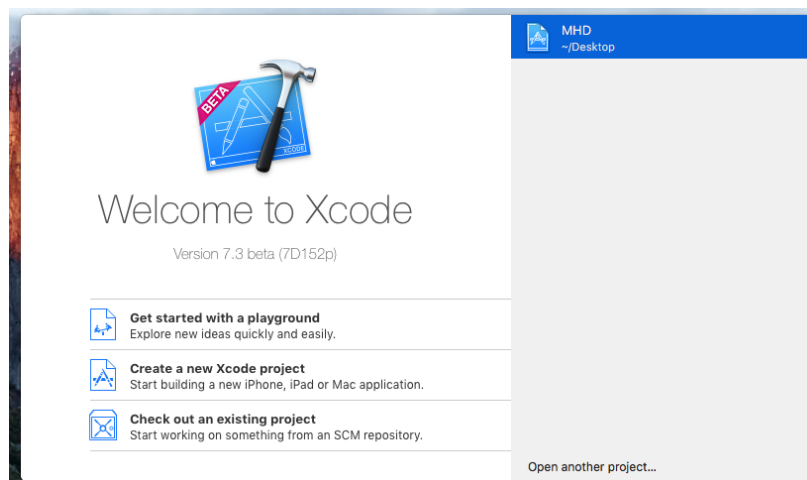 BETA
XCODE
Welcome to Xcode
Version 7.3 beta (7D152p)
Get started with a playground
Explore new ideas quickly and easily.
Create a new Xcode project
Start building a new iPhone, iPad or Mac application.
Check out an existing project
Start working on something from an SCM repository.
MHD
~/Desktop
Open another project...